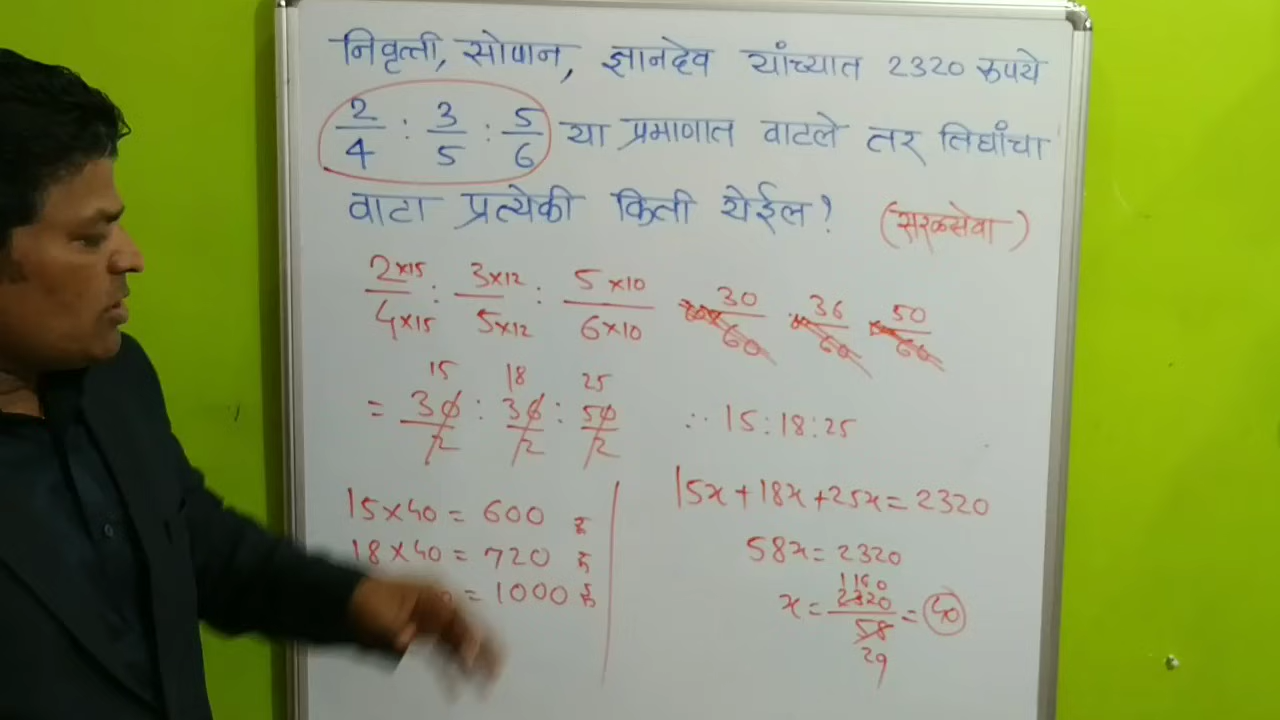 निवृत्ती, सोपान, ज्ञानदेव यांच्यात 2320 रुपये
2/4 : 3/5 : 5/6 या प्रमाणात वाटले तर तिघांचा
वाटा प्रत्येकी किती येईल? (सरळसेवा)
2×15/4×15 : 3×12/5×12 : 5×10/6×10 30/60 36/60 50/60
15 18 25
= 30/2 : 36/2 : 50/2 ∴ 15:18:25
15×40 = 600 रु
18×40 = 720 रु
= 1000 रु
15x+18x+25x=2320
58x=2320
1160
x = 2320/58 = 40
29